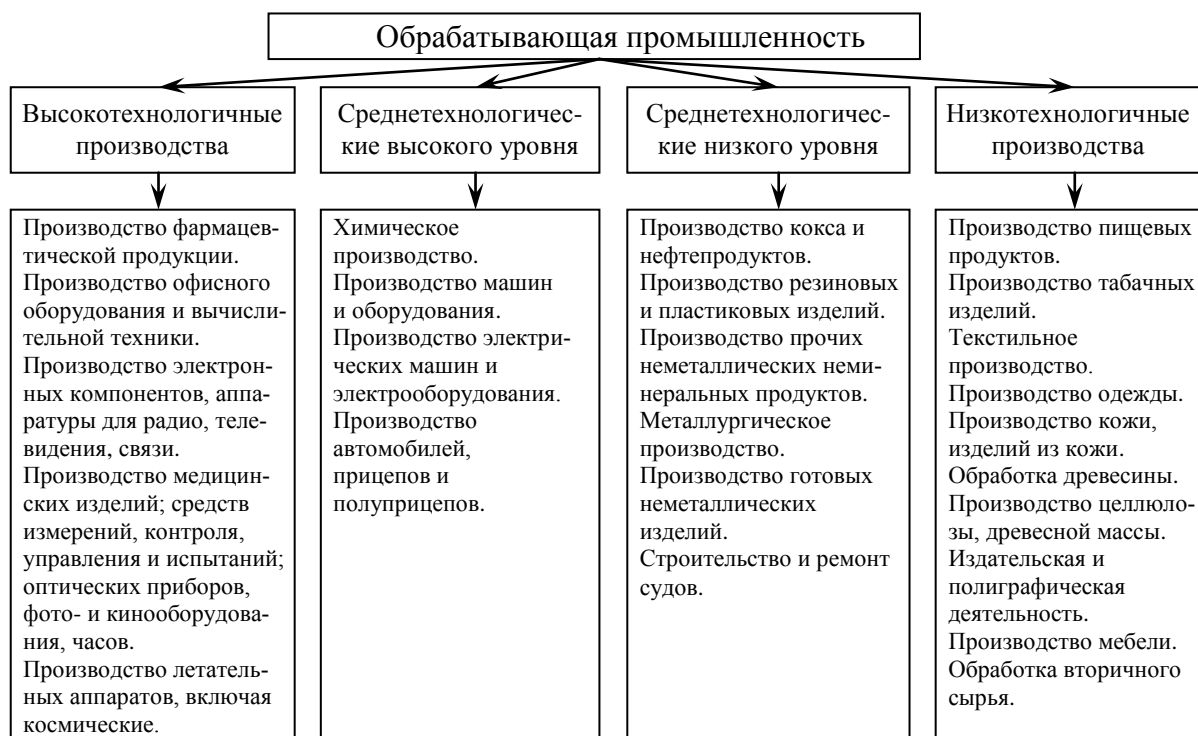 Обрабатывающая промышленность
Высокотехнологичные
производства
Среднетехнологичес-
кие высокого уровня
Среднетехнологичес-
кие низкого уровня
Низкотехнологичные
производства
Производство фармацев-
тической продукции.
Производство офисного
оборудования и вычисли-
тельной техники.
Производство электрон-
ных компонентов, аппа-
ратуры для радио, теле-
видения, связи.
Производство медицин-
ских изделий; средств
измерений, контроля,
управления и испытаний;
оптических приборов,
фото- и кинооборудова-
ния, часов.
Производство летатель-
ных аппаратов, включая
космические.
Химическое
производство.
Производство машин
и оборудования.
Производство электри-
ческих машин и
электрооборудования.
Производство
автомобилей,
прицепов и
полуприцепов.
Производство кокса и
нефтепродуктов.
Производство резиновых
и пластиковых изделий.
Производство прочих
неметаллических неми-
неральных продуктов.
Металлургическое
производство.
Производство готовых
неметаллических
изделий.
Строительство и ремонт
судов.
Производство пищевых
продуктов.
Производство табачных
изделий.
Текстильное
производство.
Производство одежды.
Производство кожи,
изделий из кожи.
Обработка древесины.
Производство целлюло-
зы, древесной массы.
Издательская и
полиграфическая
деятельность.
Производство мебели.
Обработка вторичного
сырья.